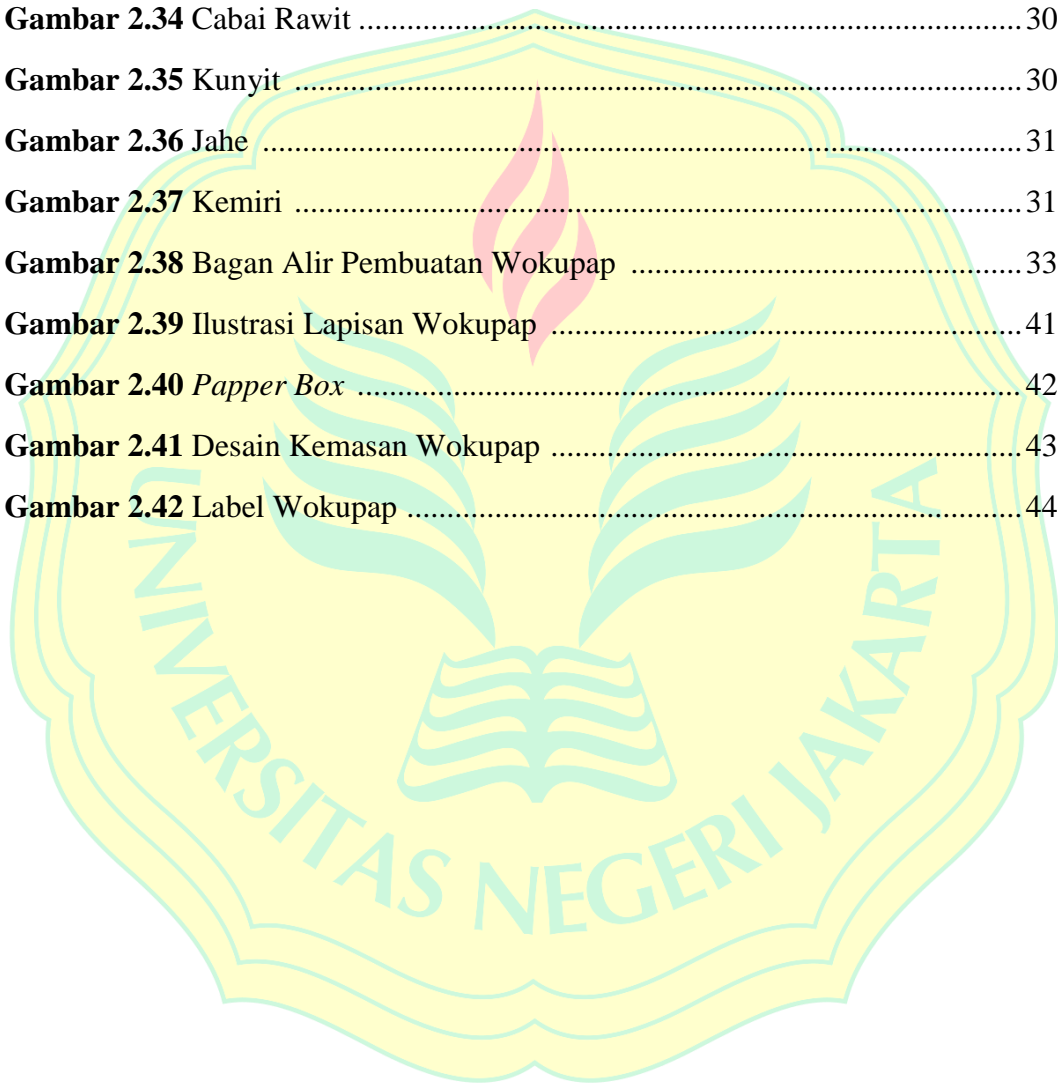 Gambar 2.34 Cabai Rawit ........................................................................ 30
Gambar 2.35 Kunyit ........................................................................ 30
Gambar 2.36 Jahe ........................................................................ 31
Gambar 2.37 Kemiri ........................................................................ 31
Gambar 2.38 Bagan Alir Pembuatan Wokupap ........................................ 33
Gambar 2.39 Ilustrasi Lapisan Wokupap ................................................ 41
Gambar 2.40 Papper Box ........................................................................ 42
Gambar 2.41 Desain Kemasan Wokupap ................................................ 43
Gambar 2.42 Label Wokupap ................................................................ 44
UNIVERSITAS NEGERI JAKARTA